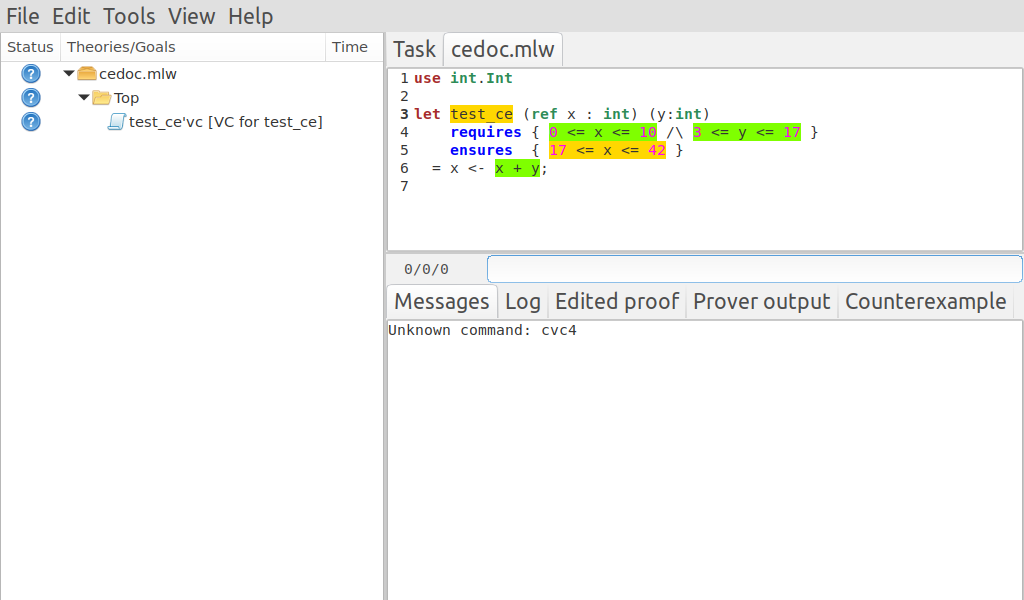 File Edit Tools View Help
Status Theories/Goals Time
cedoc.mlw
Top
test_ce'vc [VC for test_ce]
Task cedoc.mlw
1 use int.Int
2
3 let test_ce (ref x : int) (y:int)
4 requires { 0 <= x <= 10 /\ 3 <= y <= 17 }
5 ensures { 17 <= x <= 42 }
6 = x <- x + y;
7
0/0/0
Messages Log Edited proof Prover output Counterexample
Unknown command: cvc4